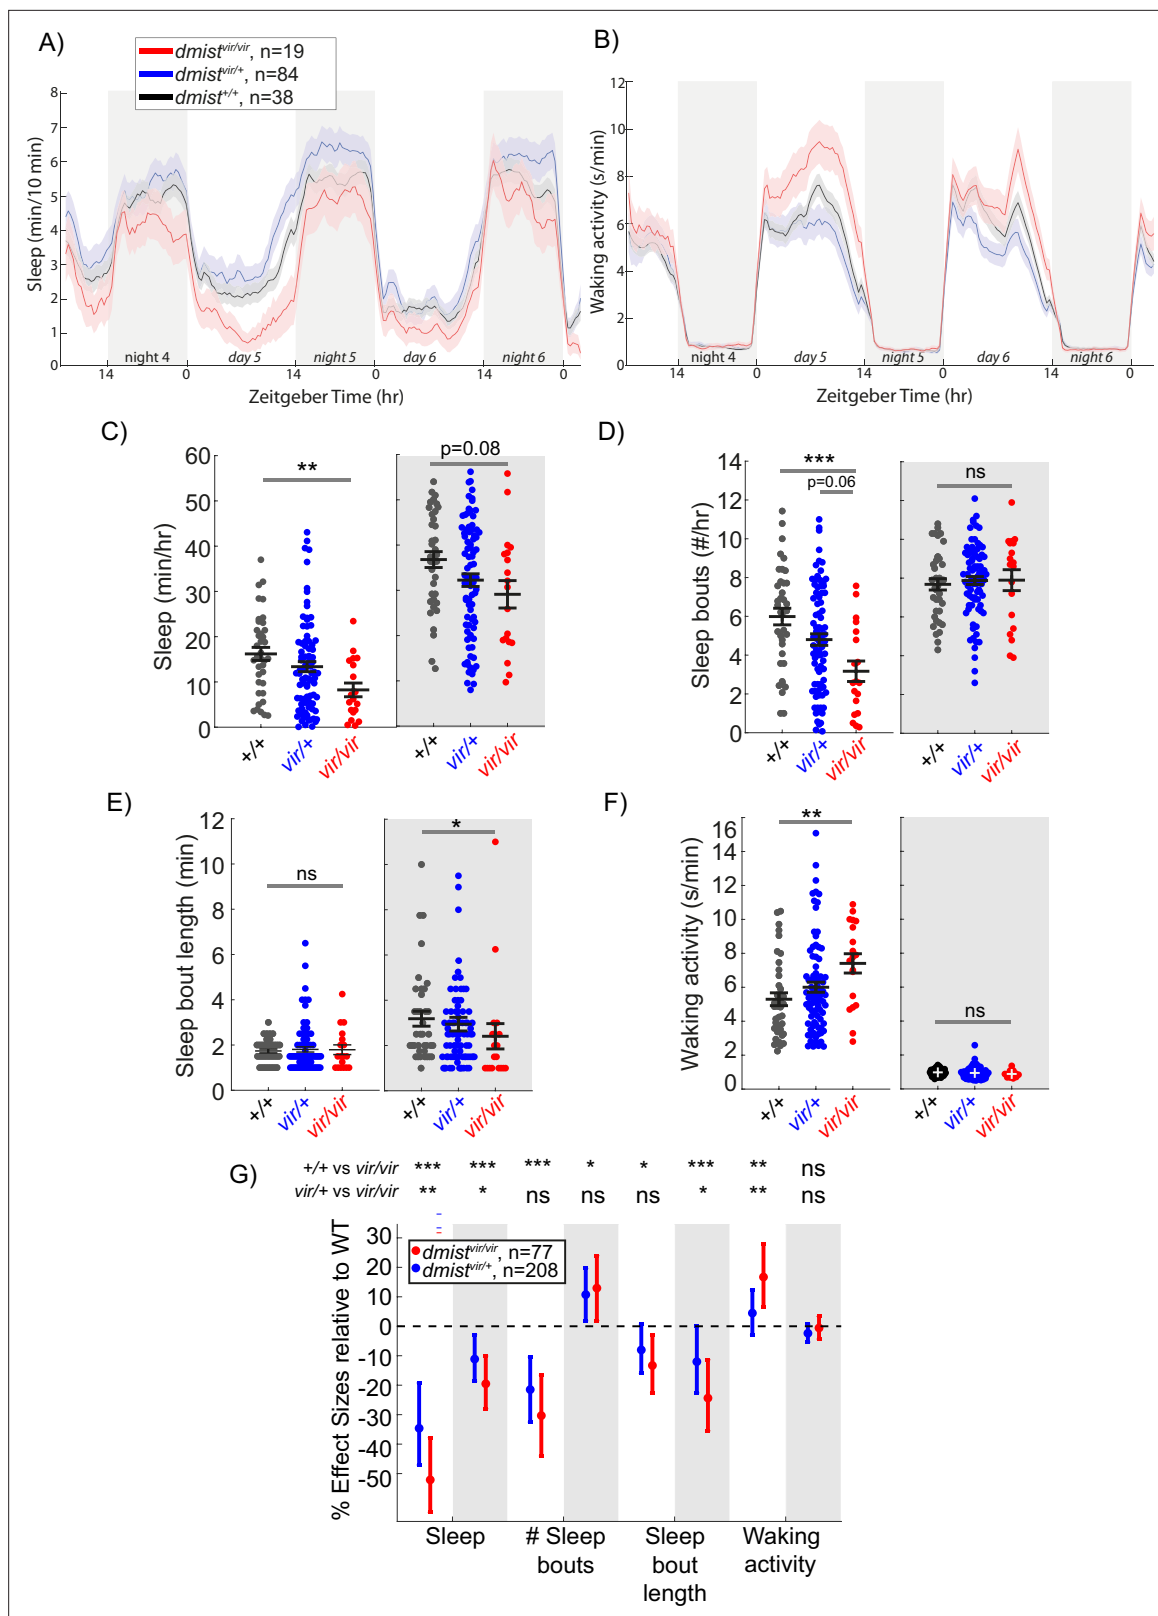 A)
dmist^vir/vir, n=19
dmist^vir/+, n=84
dmist^+/+, n=38
Sleep (min/10 min)
8
7
6
5
4
3
2
1
0
night 4
day 5
night 5
day 6
night 6
14 0 14 0 14 0
Zeitgeber Time (hr)
B)
Waking activity (s/min)
12
10
8
6
4
2
0
night 4
day 5
night 5
day 6
night 6
14 0 14 0 14 0
Zeitgeber Time (hr)
C)
Sleep (min/hr)
60
50
40
30
20
10
0
**
p=0.08
+/+ vir/+ vir/vir
+/+ vir/+ vir/vir
D)
Sleep bouts (#/hr)
14
12
10
8
6
4
2
0
***
p=0.06
ns
+/+ vir/+ vir/vir
+/+ vir/+ vir/vir
E)
Sleep bout length (min)
12
10
8
6
4
2
0
ns
*
+/+ vir/+ vir/vir
+/+ vir/+ vir/vir
F)
Waking activity (s/min)
16
14
12
10
8
6
4
2
0
**
ns
+/+ vir/+ vir/vir
+/+ vir/+ vir/vir
G)
+/+ vs vir/vir *** *** *** * * *** ** ns
vir/+ vs vir/vir ** * ns ns ns * ** ns
% Effect Sizes relative to WT
30
20
10
0
-10
-20
-30
-40
-50
dmist^vir/vir, n=77
dmist^vir/+, n=208
Sleep
# Sleep
bouts
Sleep
bout
length
Waking
activity